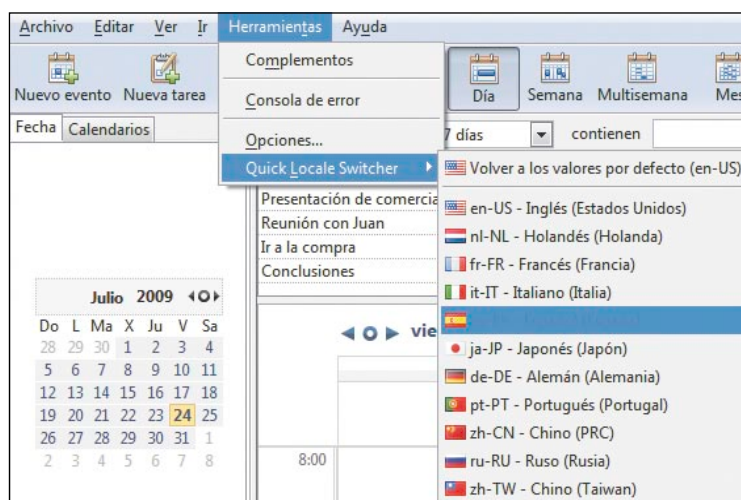 Archivo Editar Ver Ir Herramientas Ayuda
Nuevo evento Nueva tarea
Día Semana Multisemana Mes
Complementos
Consola de error
Opciones...
Quick Locale Switcher
Fecha Calendarios
7 días contienen
Volver a los valores por defecto (en-US)
en-US - Inglés (Estados Unidos)
nl-NL - Holandés (Holanda)
fr-FR - Francés (Francia)
it-IT - Italiano (Italia)
ja-JP - Japonés (Japón)
de-DE - Alemán (Alemania)
pt-PT - Portugués (Portugal)
zh-CN - Chino (PRC)
ru-RU - Ruso (Rusia)
zh-TW - Chino (Taiwan)
Presentación de comercia
Reunión con Juan
Ir a la compra
Conclusiones
Julio 2009
Do L Ma X Ju V Sa
28 29 30 1 2 3 4
5 6 7 8 9 10 11
12 13 14 15 16 17 18
19 20 21 22 23 24 25
26 27 28 29 30 31 1
2 3 4 5 6 7 8
vie
8:00